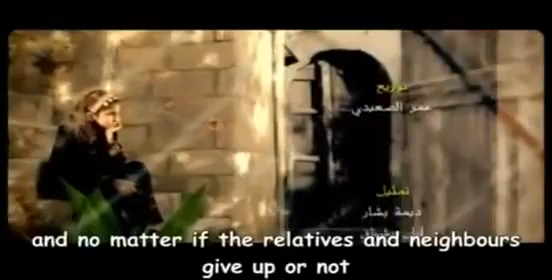 توزيع
عمر الصعيدي
تمثيل
ديمة بشار
and no matter if the relatives and neighbours
give up or not